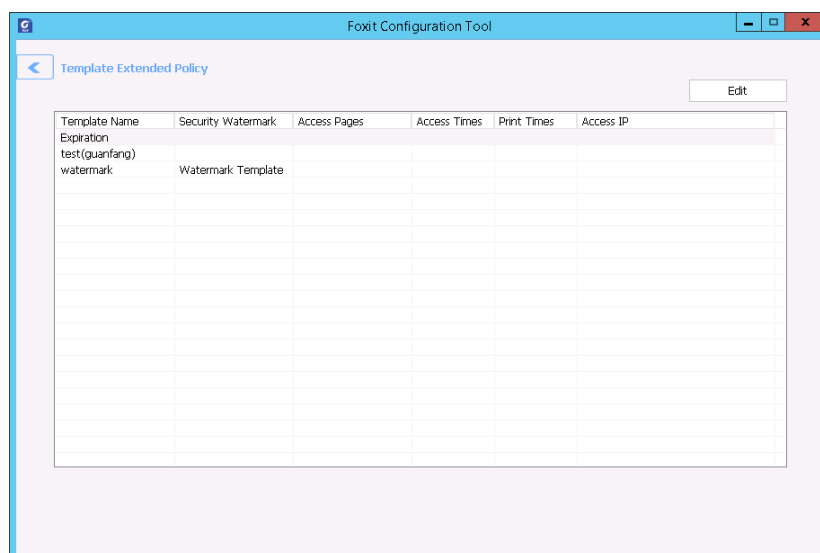 Foxit Configuration Tool
Template Extended Policy
Edit
Template Name Security Watermark Access Pages Access Times Print Times Access IP
Expiration
test(guanfang)
watermark Watermark Template